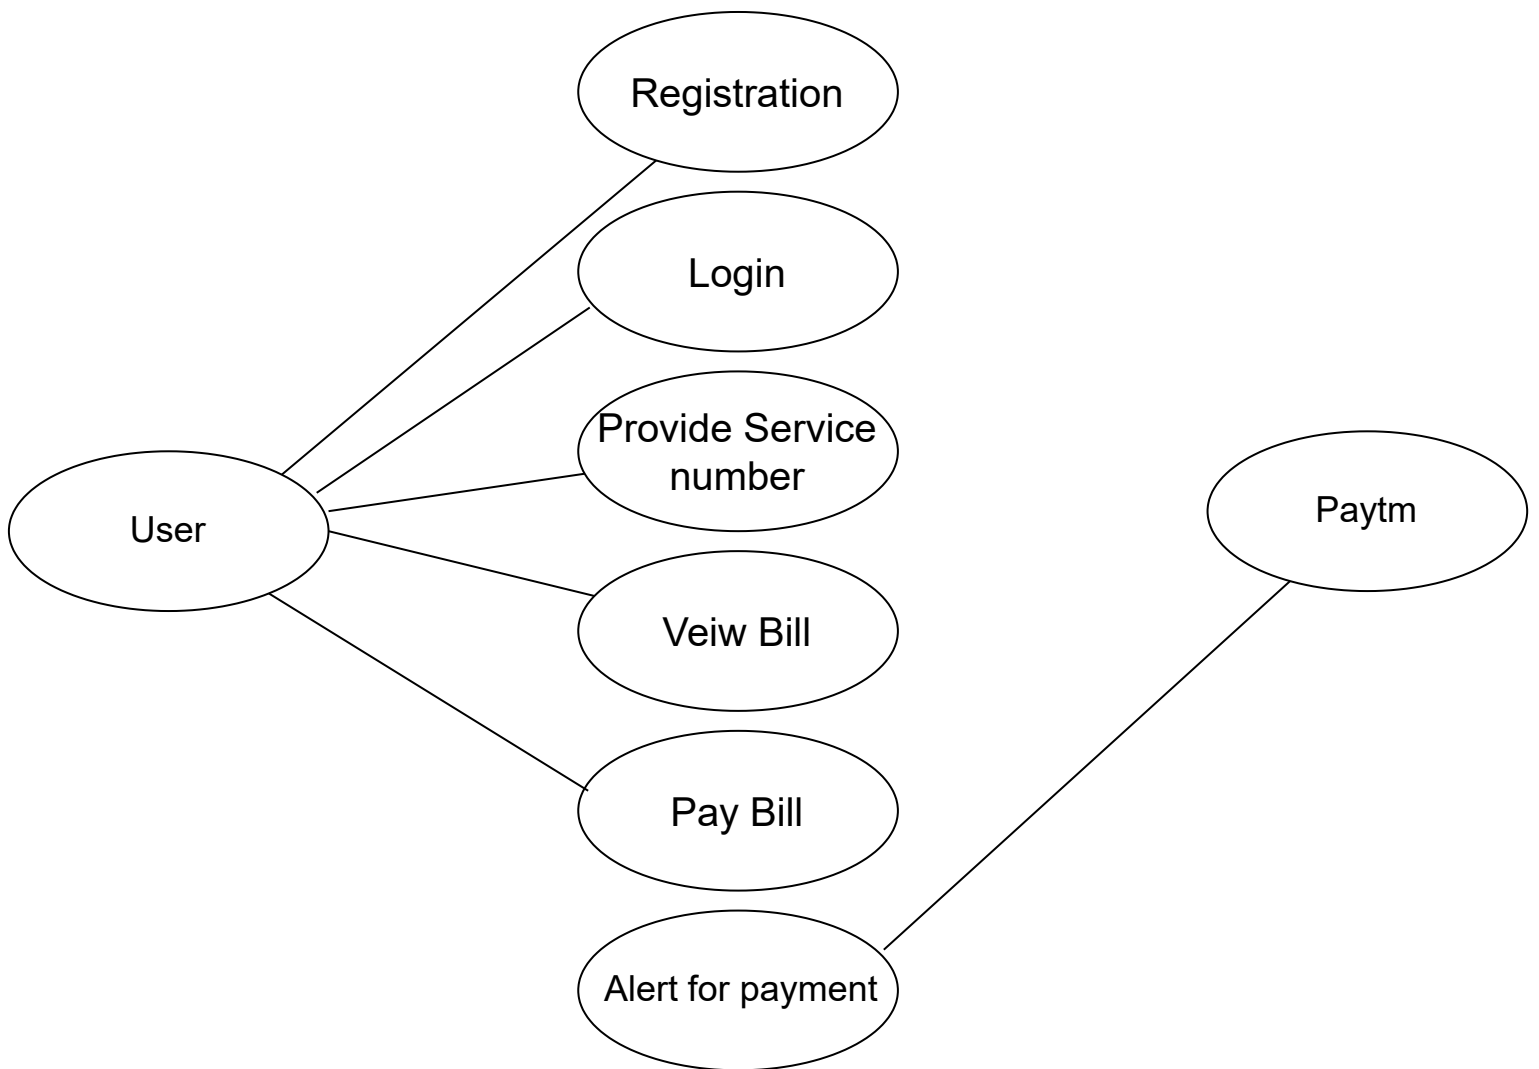 Registration
Login
Provide Service
number
User
Paytm
Veiw Bill
Pay Bill
Alert for payment